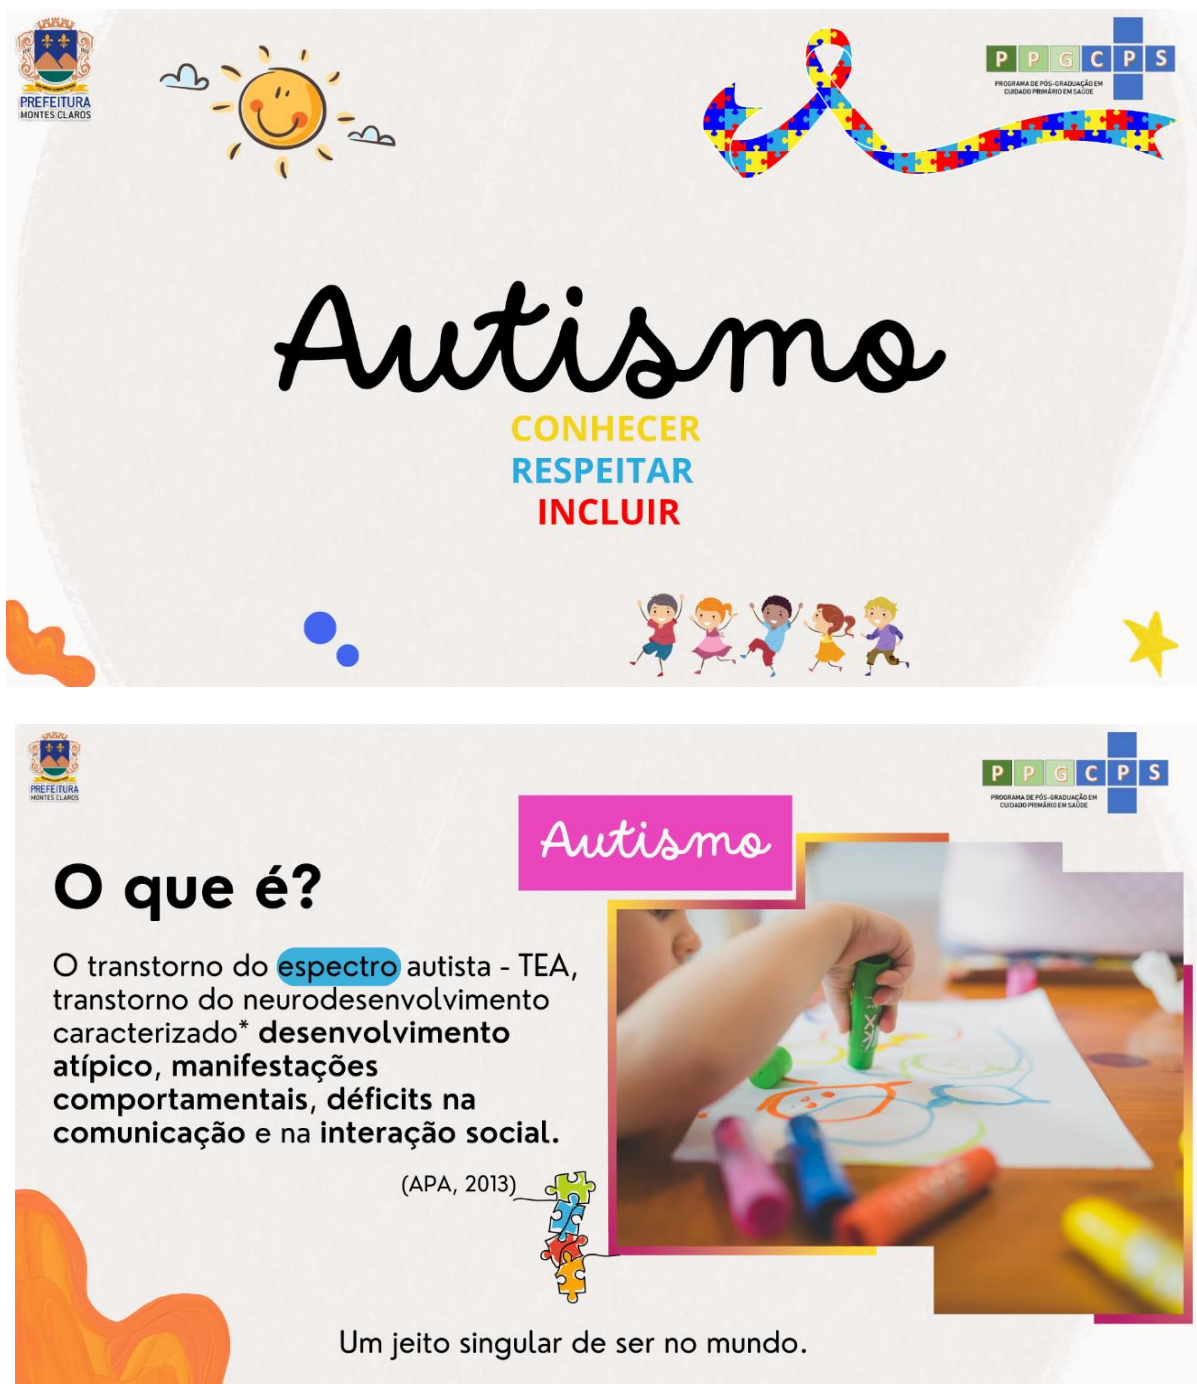 PREFEITURA
MONTES CLAROS
P P G C P S
PROGRAMA DE PÓS-GRADUAÇÃO EM
CUIDADO PRIMÁRIO EM SAÚDE
Autismo
CONHECER
RESPEITAR
INCLUIR
PREFEITURA
MONTES CLAROS
P P G C P S
PROGRAMA DE PÓS-GRADUAÇÃO EM
CUIDADO PRIMÁRIO EM SAÚDE
Autismo
O que é?
O transtorno do espectro autista - TEA,
transtorno do neurodesenvolvimento
caracterizado* desenvolvimento
atípico, manifestações
comportamentais, déficits na
comunicação e na interação social.
(APA, 2013)
Um jeito singular de ser no mundo.